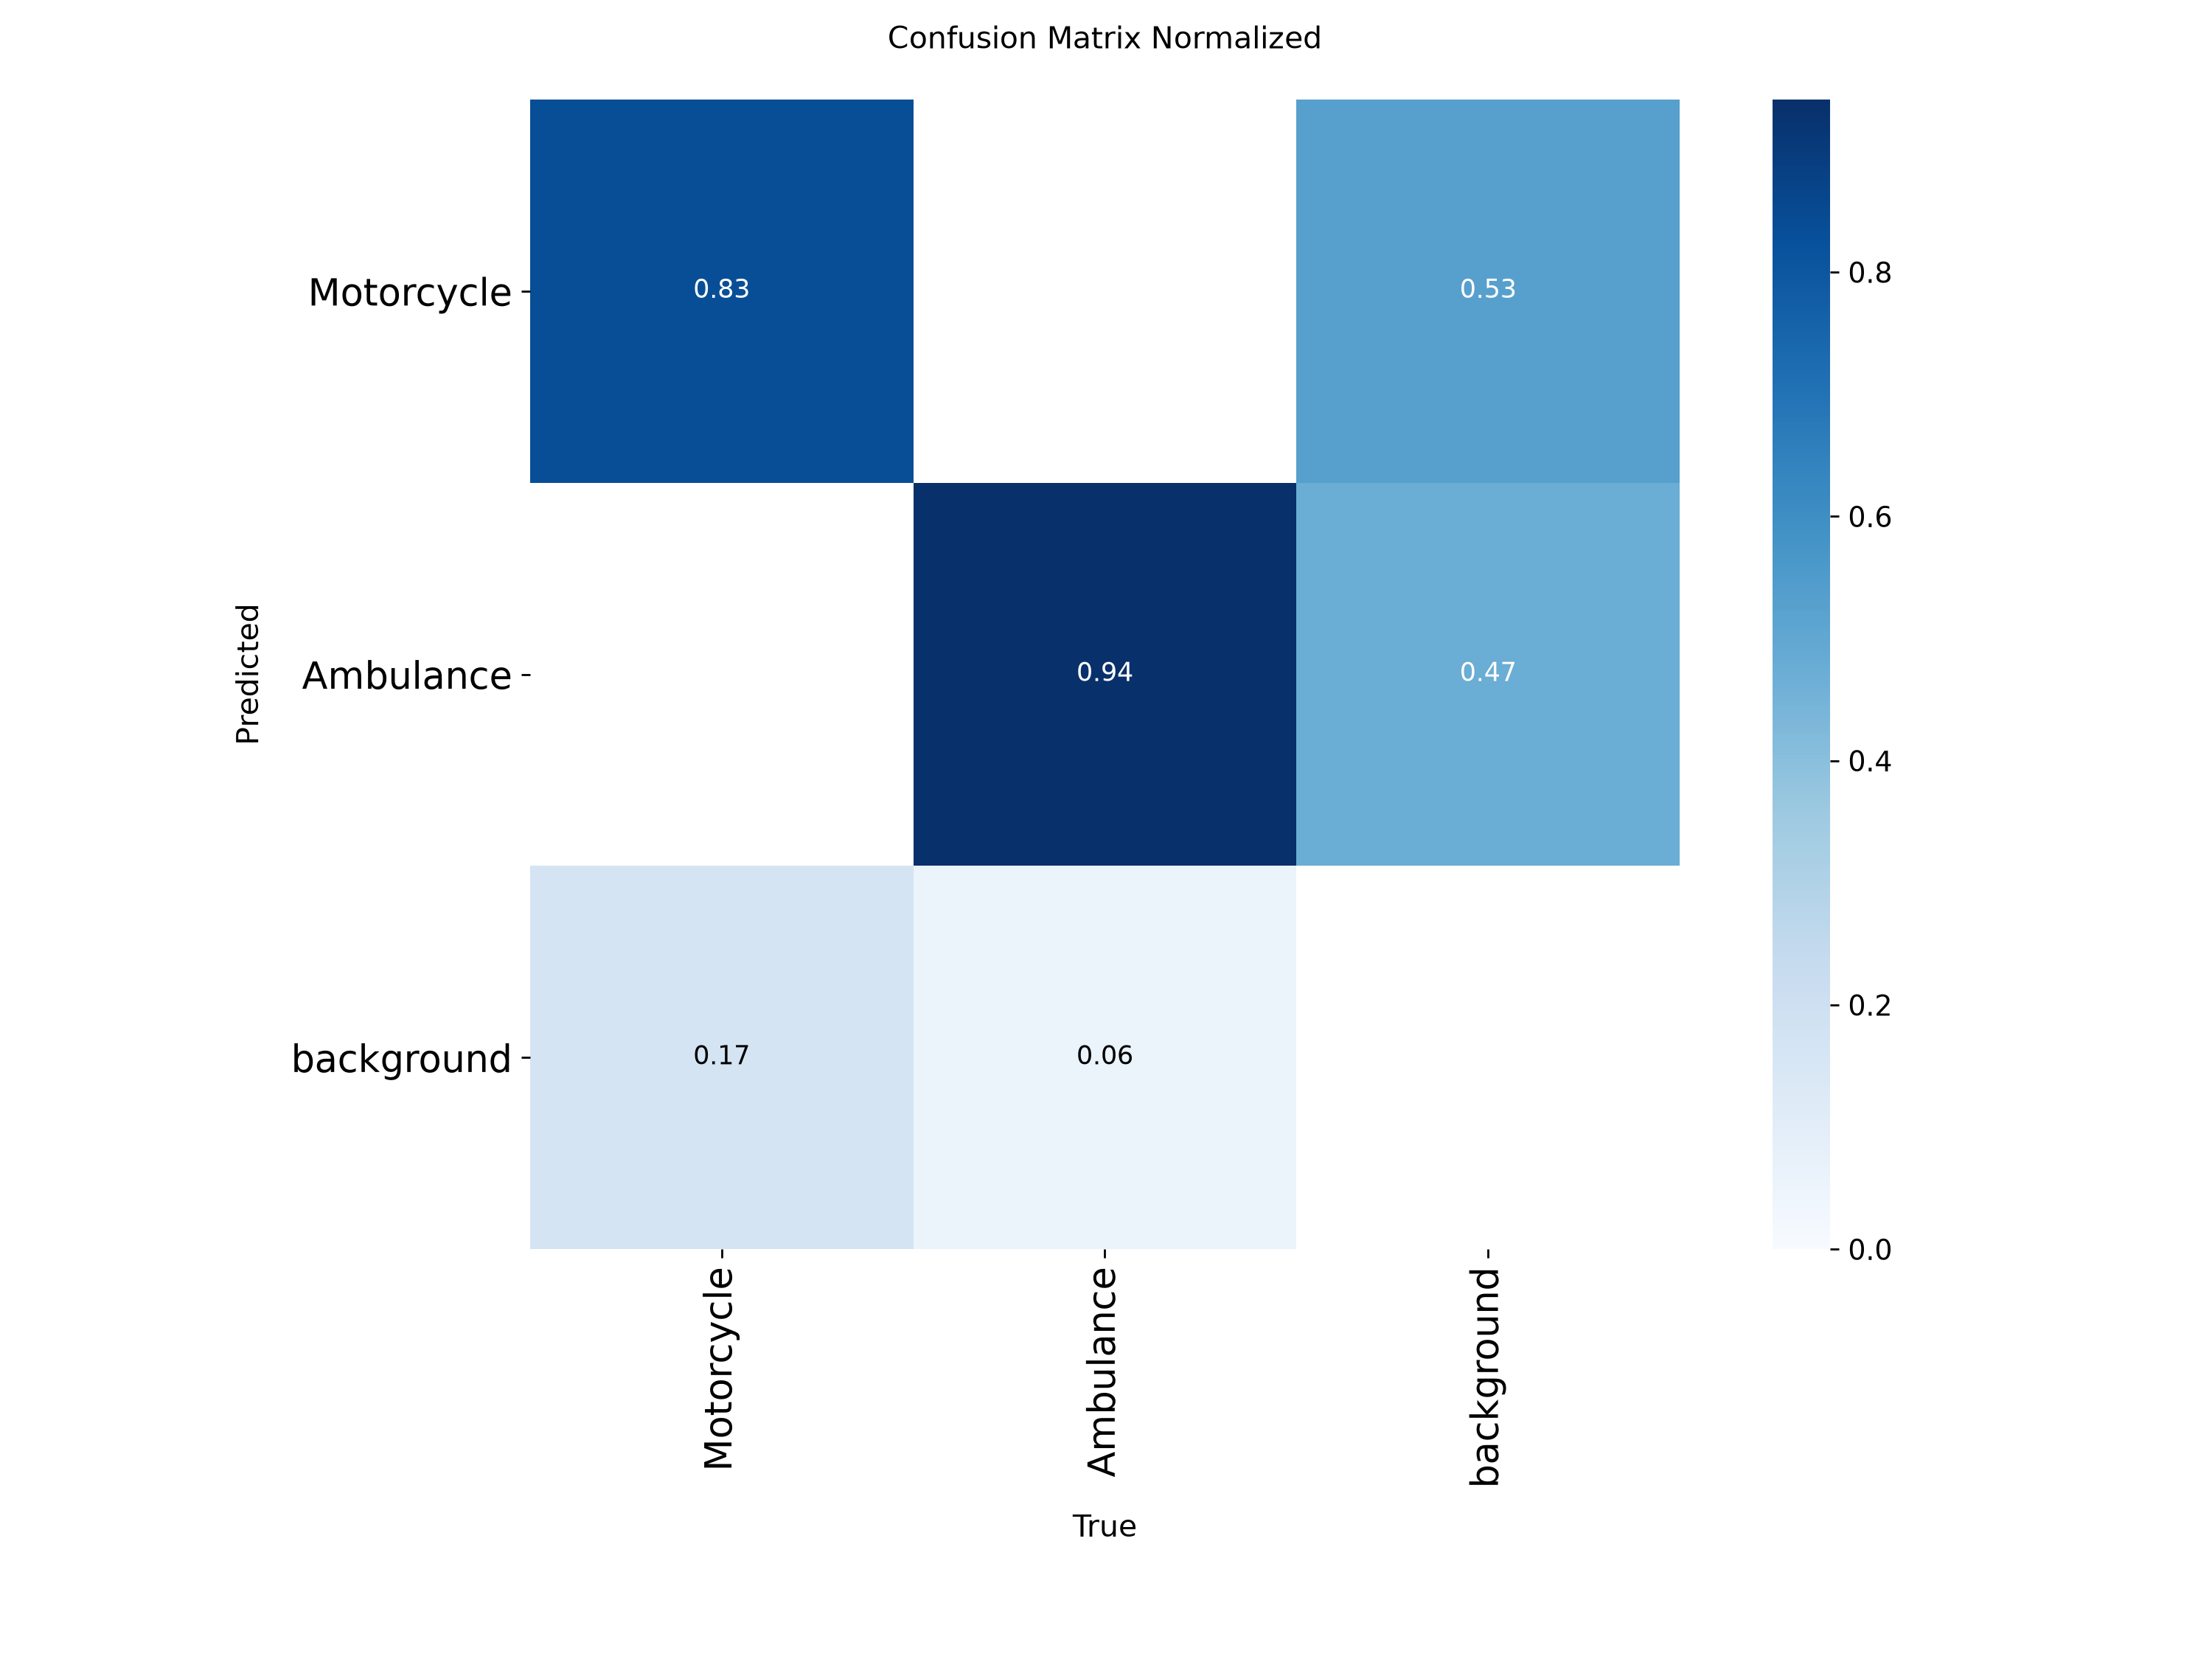 Confusion Matrix Normalized
Predicted
Motorcycle
0.83
0.53
Ambulance
0.94
0.47
background
0.17
0.06
Motorcycle
Ambulance
background
True
0.8
0.6
0.4
0.2
0.0